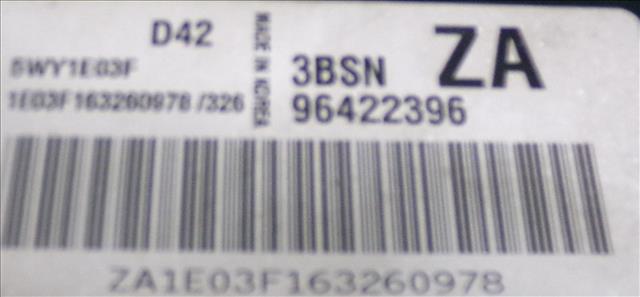 D42
5WY1E03F
1E03F163260978 /326
MADE IN KOREA
3BSN
ZA
96422396
ZA1E03F163260978